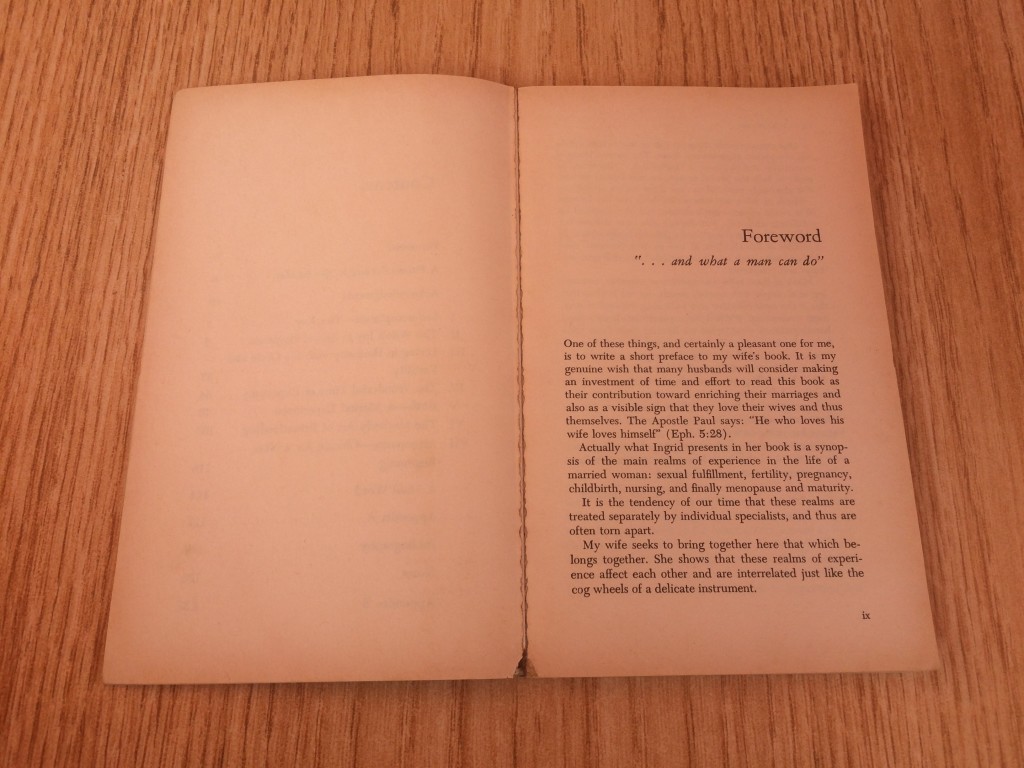 Foreword
". . . and what a man can do"
One of these things, and certainly a pleasant one for me,
is to write a short preface to my wife's book. It is my
genuine wish that many husbands will consider making
an investment of time and effort to read this book as
their contribution toward enriching their marriages and
also as a visible sign that they love their wives and thus
themselves. The Apostle Paul says: "He who loves his
wife loves himself" (Eph. 5:28).
Actually what Ingrid presents in her book is a synop-
sis of the main realms of experience in the life of a
married woman: sexual fulfillment, fertility, pregnancy,
childbirth, nursing, and finally menopause and maturity.
It is the tendency of our time that these realms are
treated separately by individual specialists, and thus are
often torn apart.
My wife seeks to bring together here that which be-
longs together. She shows that these realms of experi-
ence affect each other and are interrelated just like the
cog wheels of a delicate instrument.
ix